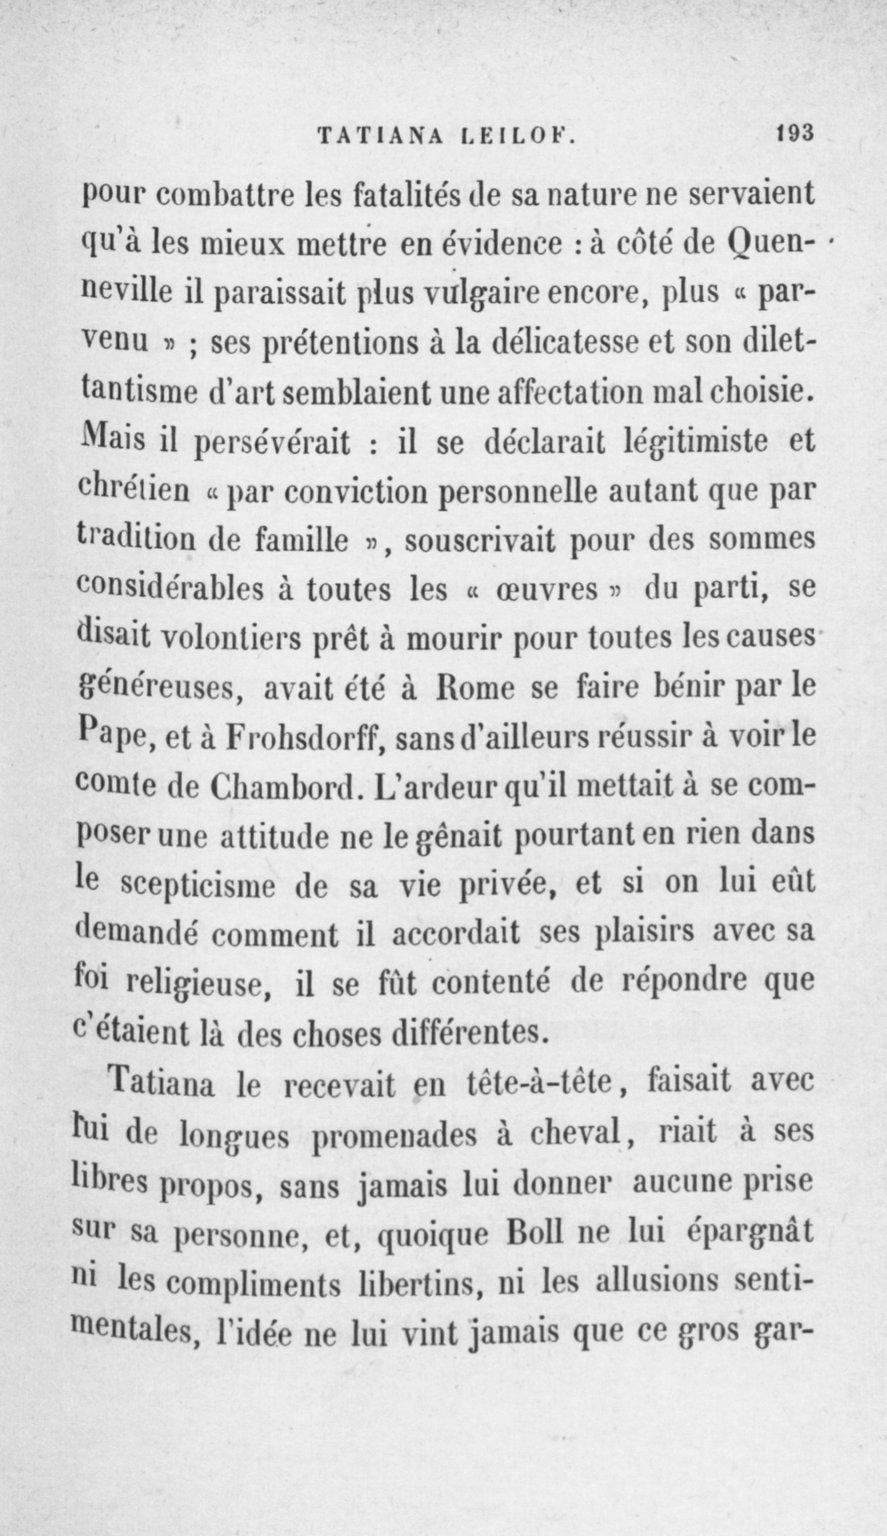 TATIANA LEILOF. 193
pour combattre les fatalités de sa nature ne servaient
qu'à les mieux mettre en évidence : à côté de Quen-
neville il paraissait plus vulgaire encore, plus « par-
venu » ; ses prétentions à la délicatesse et son dilet-
tantisme d'art semblaient une affectation mal choisie.
Mais il persévérait : il se déclarait légitimiste et
chrétien « par conviction personnelle autant que par
tradition de famille », souscrivait pour des sommes
considérables à toutes les « œuvres » du parti, se
disait volontiers prêt à mourir pour toutes les causes
généreuses, avait été à Rome se faire bénir par le
Pape, et à Frohsdorff, sans d'ailleurs réussir à voir le
comte de Chambord. L'ardeur qu'il mettait à se com-
poser une attitude ne le gênait pourtant en rien dans
le scepticisme de sa vie privée, et si on lui eût
demandé comment il accordait ses plaisirs avec sa
foi religieuse, il se fût contenté de répondre que
c'étaient là des choses différentes.
Tatiana le recevait en tête-à-tête, faisait avec
lui de longues promenades à cheval, riait à ses
libres propos, sans jamais lui donner aucune prise
sur sa personne, et, quoique Boll ne lui épargnât
ni les compliments libertins, ni les allusions senti-
mentales, l'idée ne lui vint jamais que ce gros gar-